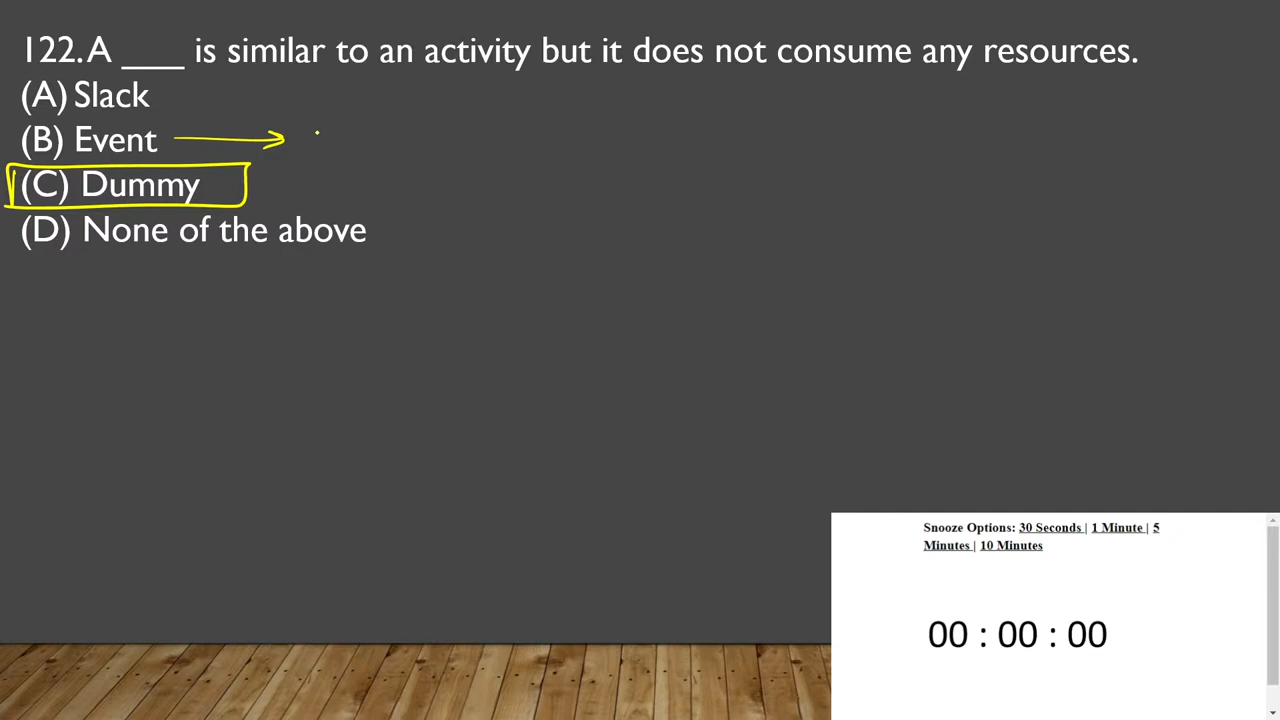 122. A ____ is similar to an activity but it does not consume any resources.
(A) Slack
(B) Event
(C) Dummy
(D) None of the above
Snooze Options: 30 Seconds | 1 Minute | 5
Minutes | 10 Minutes
00 : 00 : 00